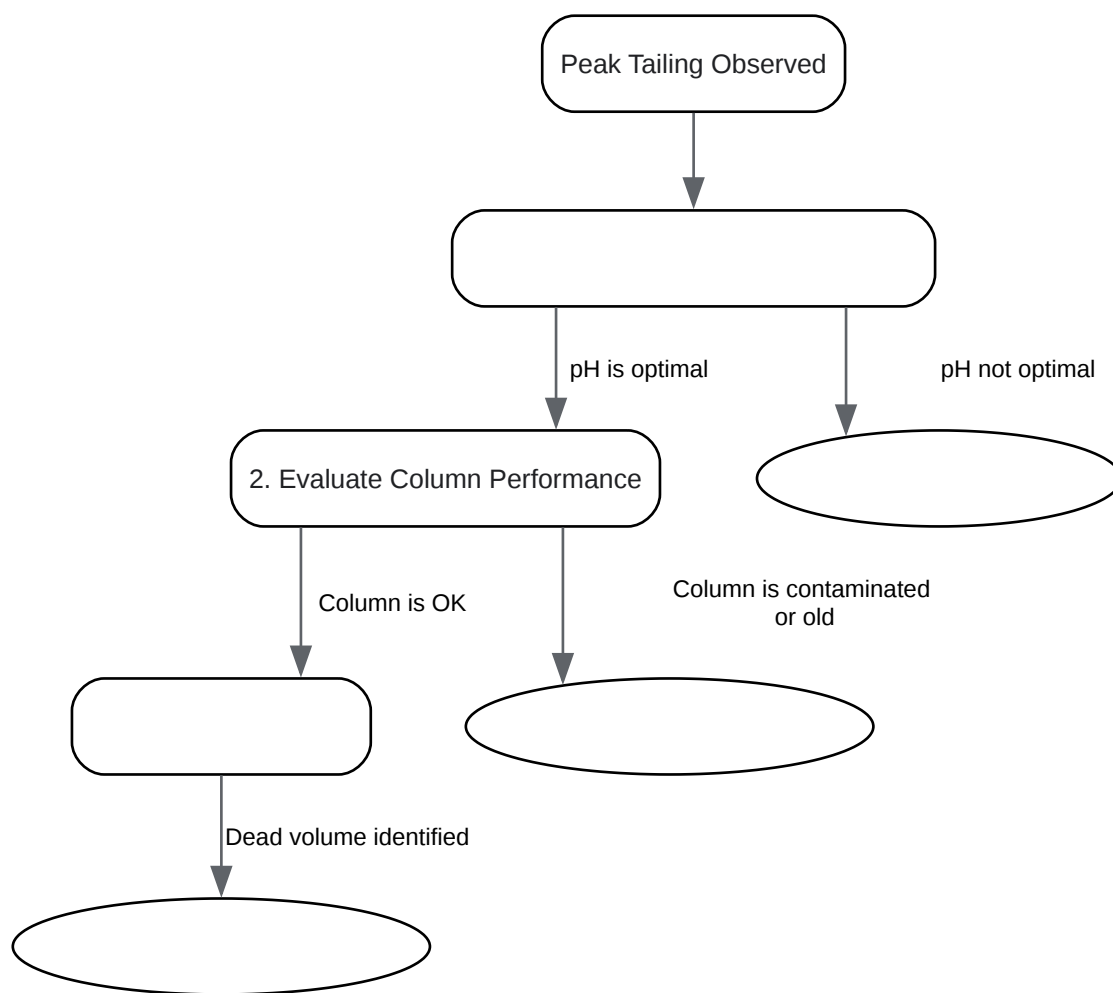 Peak Tailing Observed
pH is optimal
pH not optimal
2. Evaluate Column Performance
Column is OK
Column is contaminated
or old
Dead volume identified